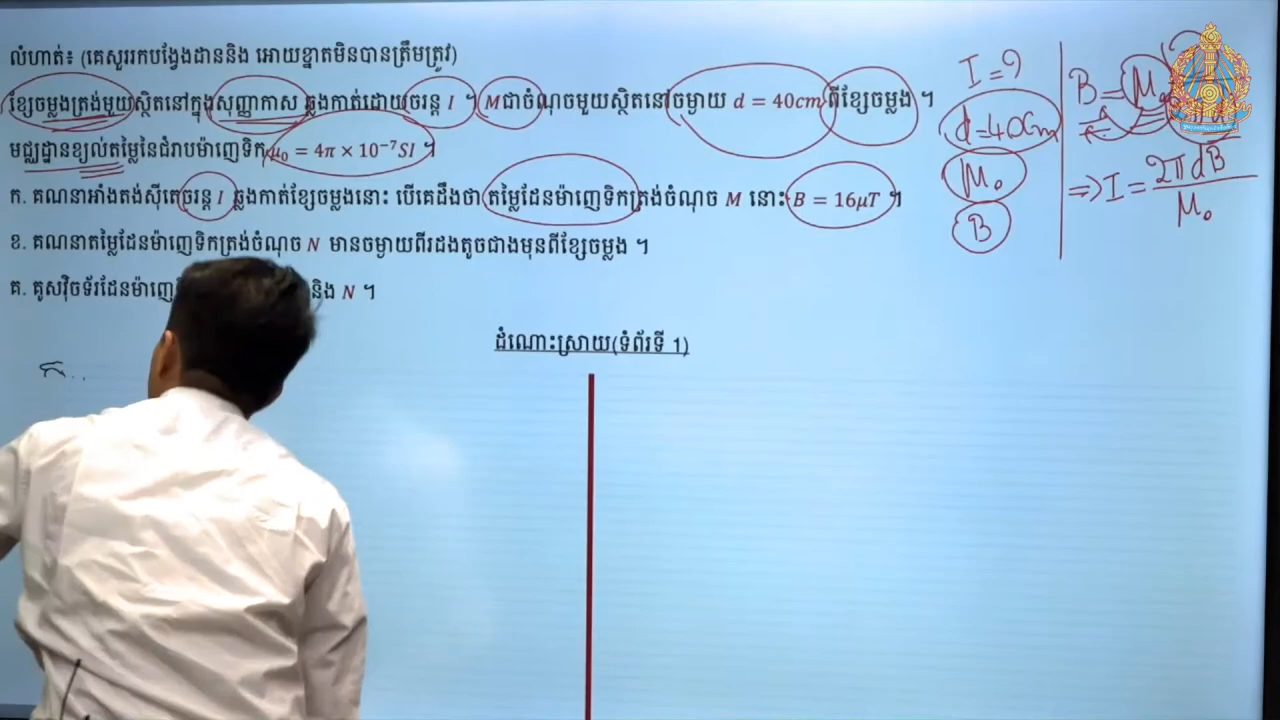 លំហាត់៖ (គេសួររកបង្វែងដាននិង អោយខ្នាតមិនបានត្រឹមត្រូវ)
ខ្សែចម្លងត្រង់មួយស្ថិតនៅក្នុងសុញ្ញាកាស ឆ្លងកាត់ដោយចរន្ត I ។ M ជាចំណុចមួយស្ថិតនៅចម្ងាយ d = 40cm ពីខ្សែចម្លង ។
មជ្ឈដ្ឋានខ្យល់តម្លៃនៃជំរាបម៉ាញេទិក μ₀ = 4π × 10⁻⁷SI ។
ក. គណនាអាំងតង់ស៊ីតេចរន្ត I ឆ្លងកាត់ខ្សែចម្លងនោះ បើគេដឹងថា តម្លៃដែនម៉ាញេទិកត្រង់ចំណុច M នោះ B = 16μT ។
ខ. គណនាតម្លៃដែនម៉ាញេទិកត្រង់ចំណុច N មានចម្ងាយពីរដងតូចជាងមុនពីខ្សែចម្លង ។
គ. គូសវ៉ិចទ័រដែនម៉ាញេ និង N ។
ដំណោះស្រាយ(ទំព័រទី 1)
ក..
I = ?
d = 40cm
μ₀
B
B = μ₀
⇒ I = 2πdB / μ₀